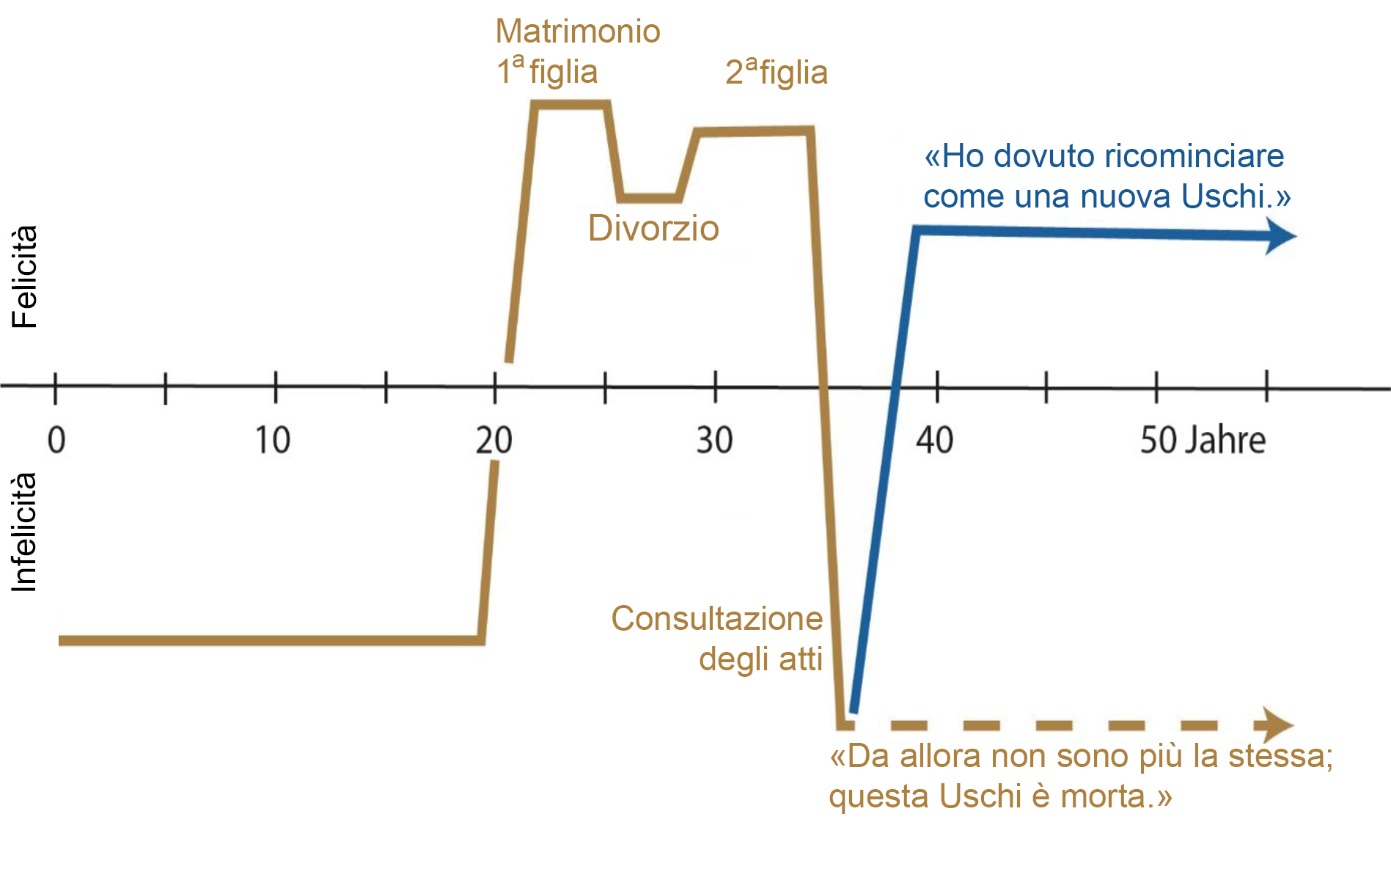 Matrimonio
1ª figlia
2ª figlia
«Ho dovuto ricominciare
come una nuova Uschi.»
Divorzio
Felicità
0 10 20 30 40 50 Jahre
Infelicità
Consultazione
degli atti
«Da allora non sono più la stessa;
questa Uschi è morta.»